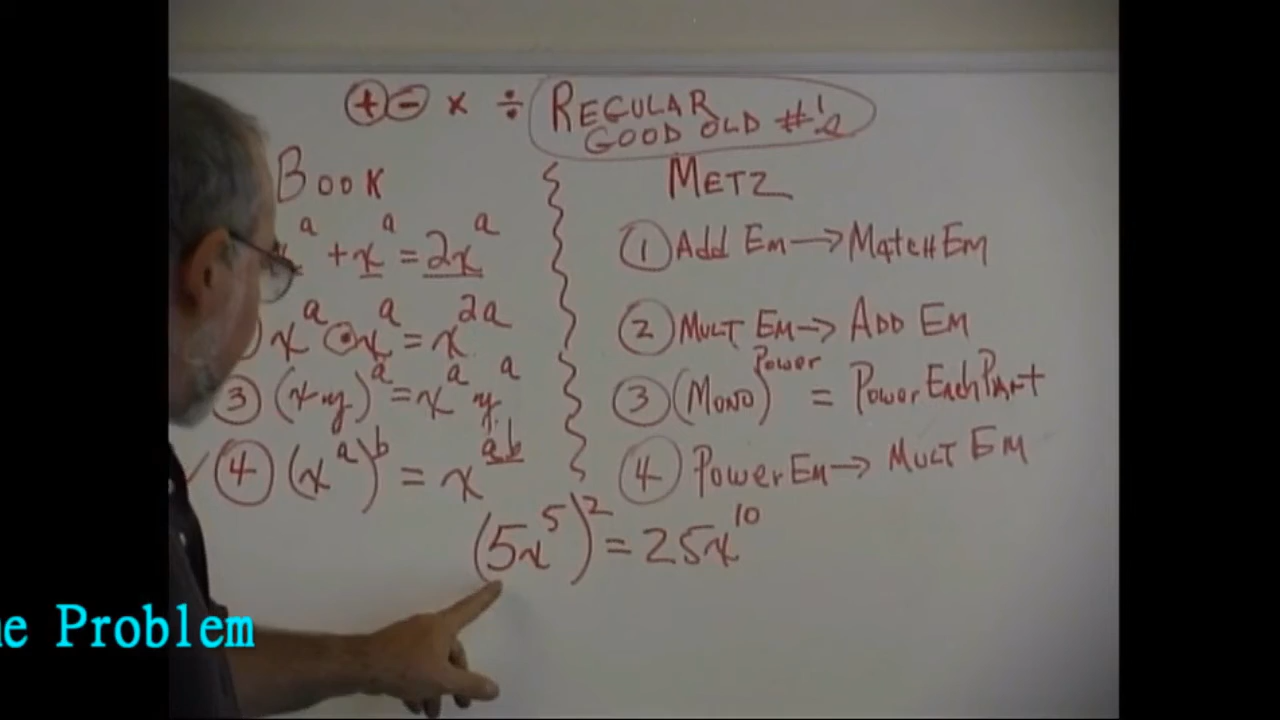 + - × ÷ REGULAR
GOOD OLD #'s
BOOK
x^a + x^a = 2x^a
x^a • x^a = x^2a
③ (xy)^a = x^a y^a
✓ ④ (x^a)^b = x^ab
METZ
① Add Em → MatcH Em
② MULT EM → ADD EM
③ (MONO)^Power = Power Each Part
④ Power Em → MULT EM
(5x^5)^2 = 25x^10
Problem